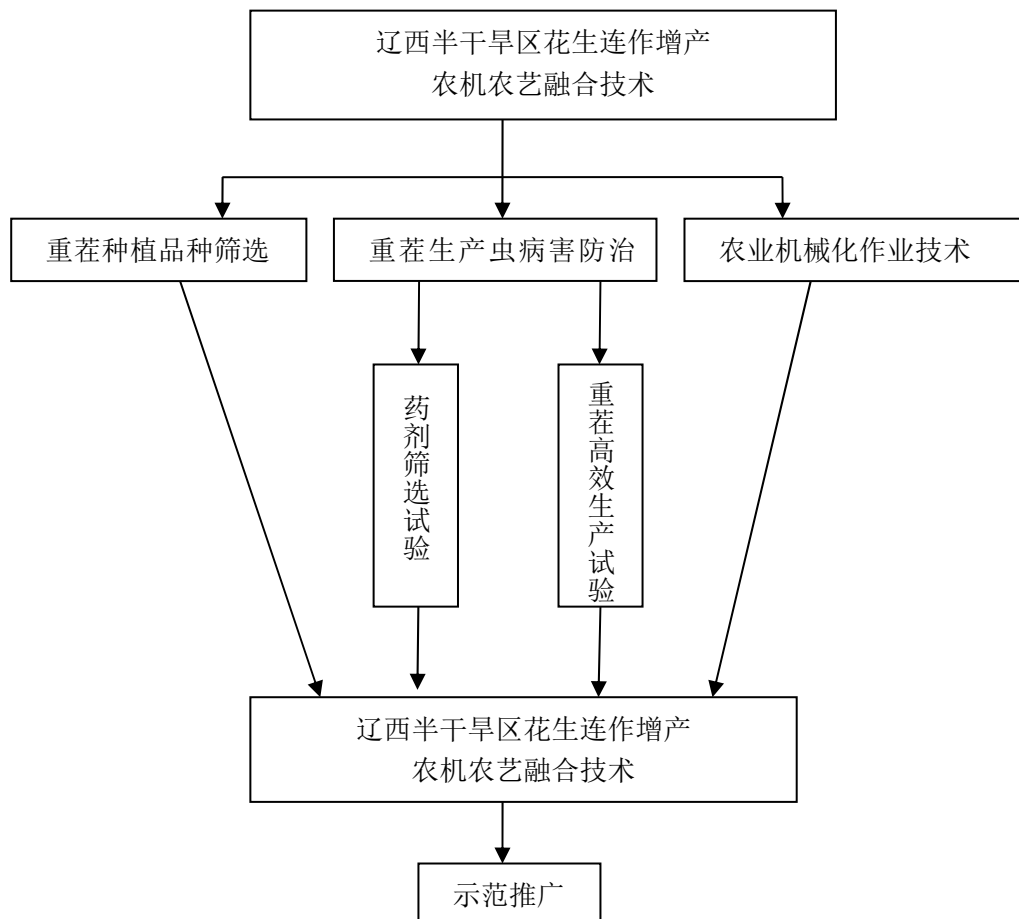 辽西半干旱区花生连作增产
农机农艺融合技术
重茬种植品种筛选
重茬生产虫病害防治
农业机械化作业技术
药剂筛选试验
重茬高效生产试验
辽西半干旱区花生连作增产
农机农艺融合技术
示范推广